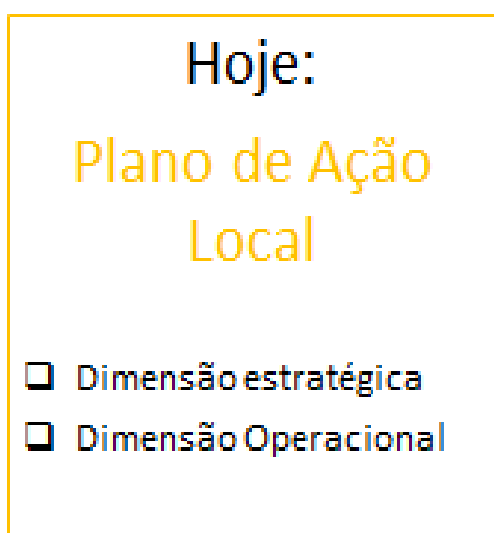 Hoje:
Plano de Ação
Local
❑ Dimensão estratégica
❑ Dimensão Operacional